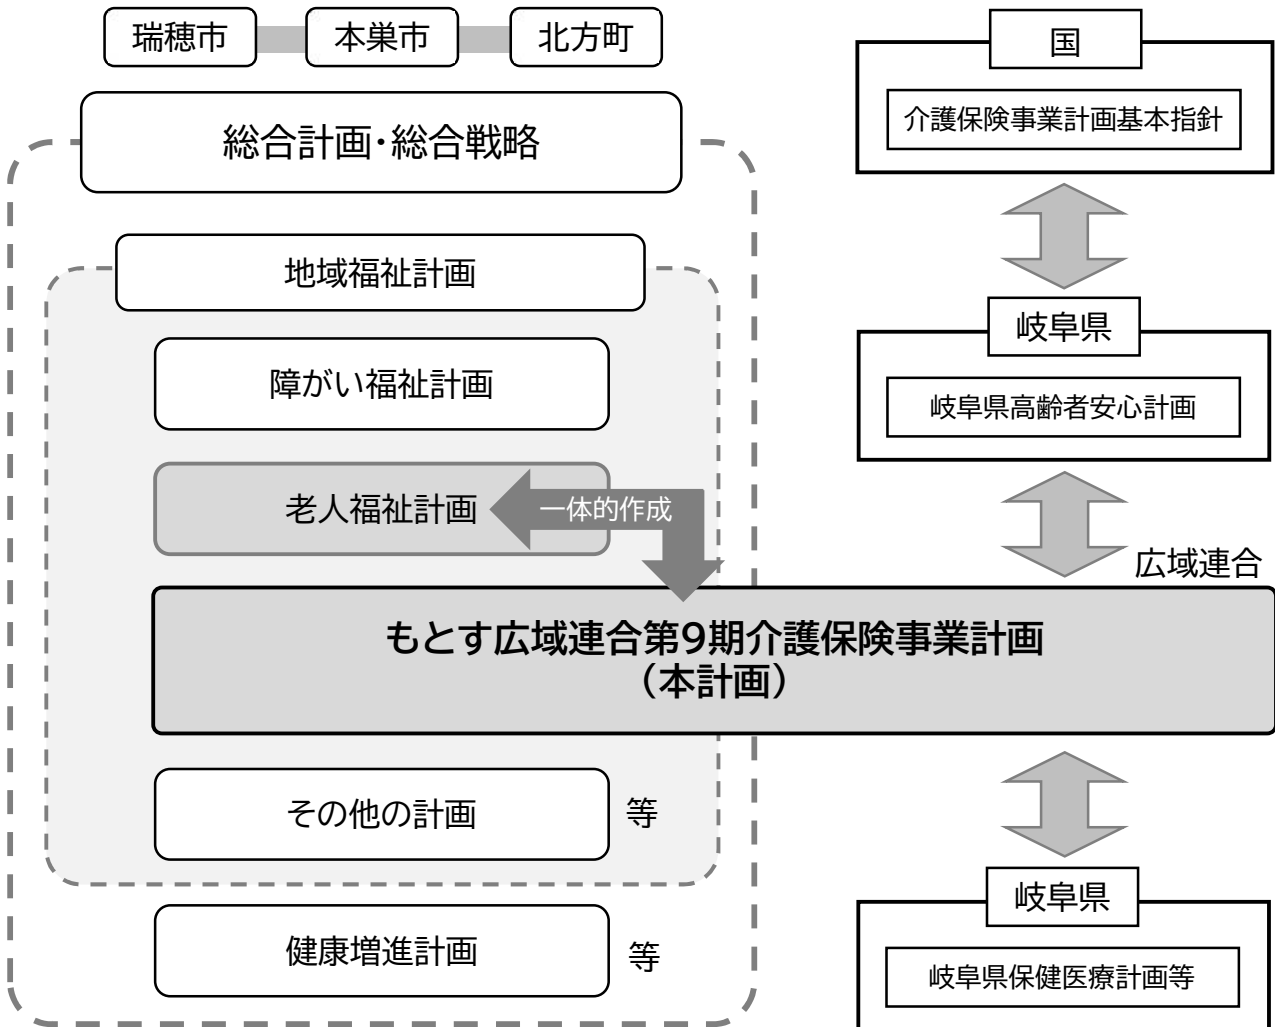 瑞穂市
本巣市
北方町
総合計画・総合戦略
地域福祉計画
障がい福祉計画
老人福祉計画
一体的作成
国
介護保険事業計画基本指針
岐阜県
岐阜県高齢者安心計画
広域連合
もとす広域連合第9期介護保険事業計画
（本計画）
その他の計画
等
健康増進計画
等
岐阜県
岐阜県保健医療計画等